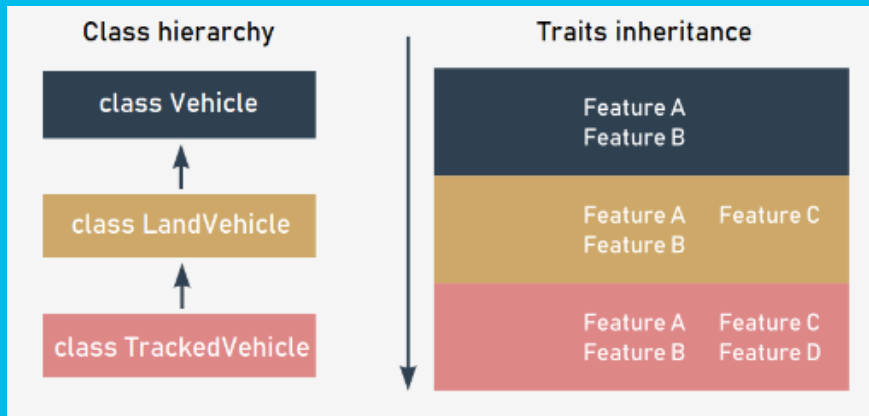 Class hierarchy
class Vehicle
class LandVehicle
class TrackedVehicle
Traits inheritance
Feature A
Feature B
Feature A Feature C
Feature B
Feature A Feature C
Feature B Feature D